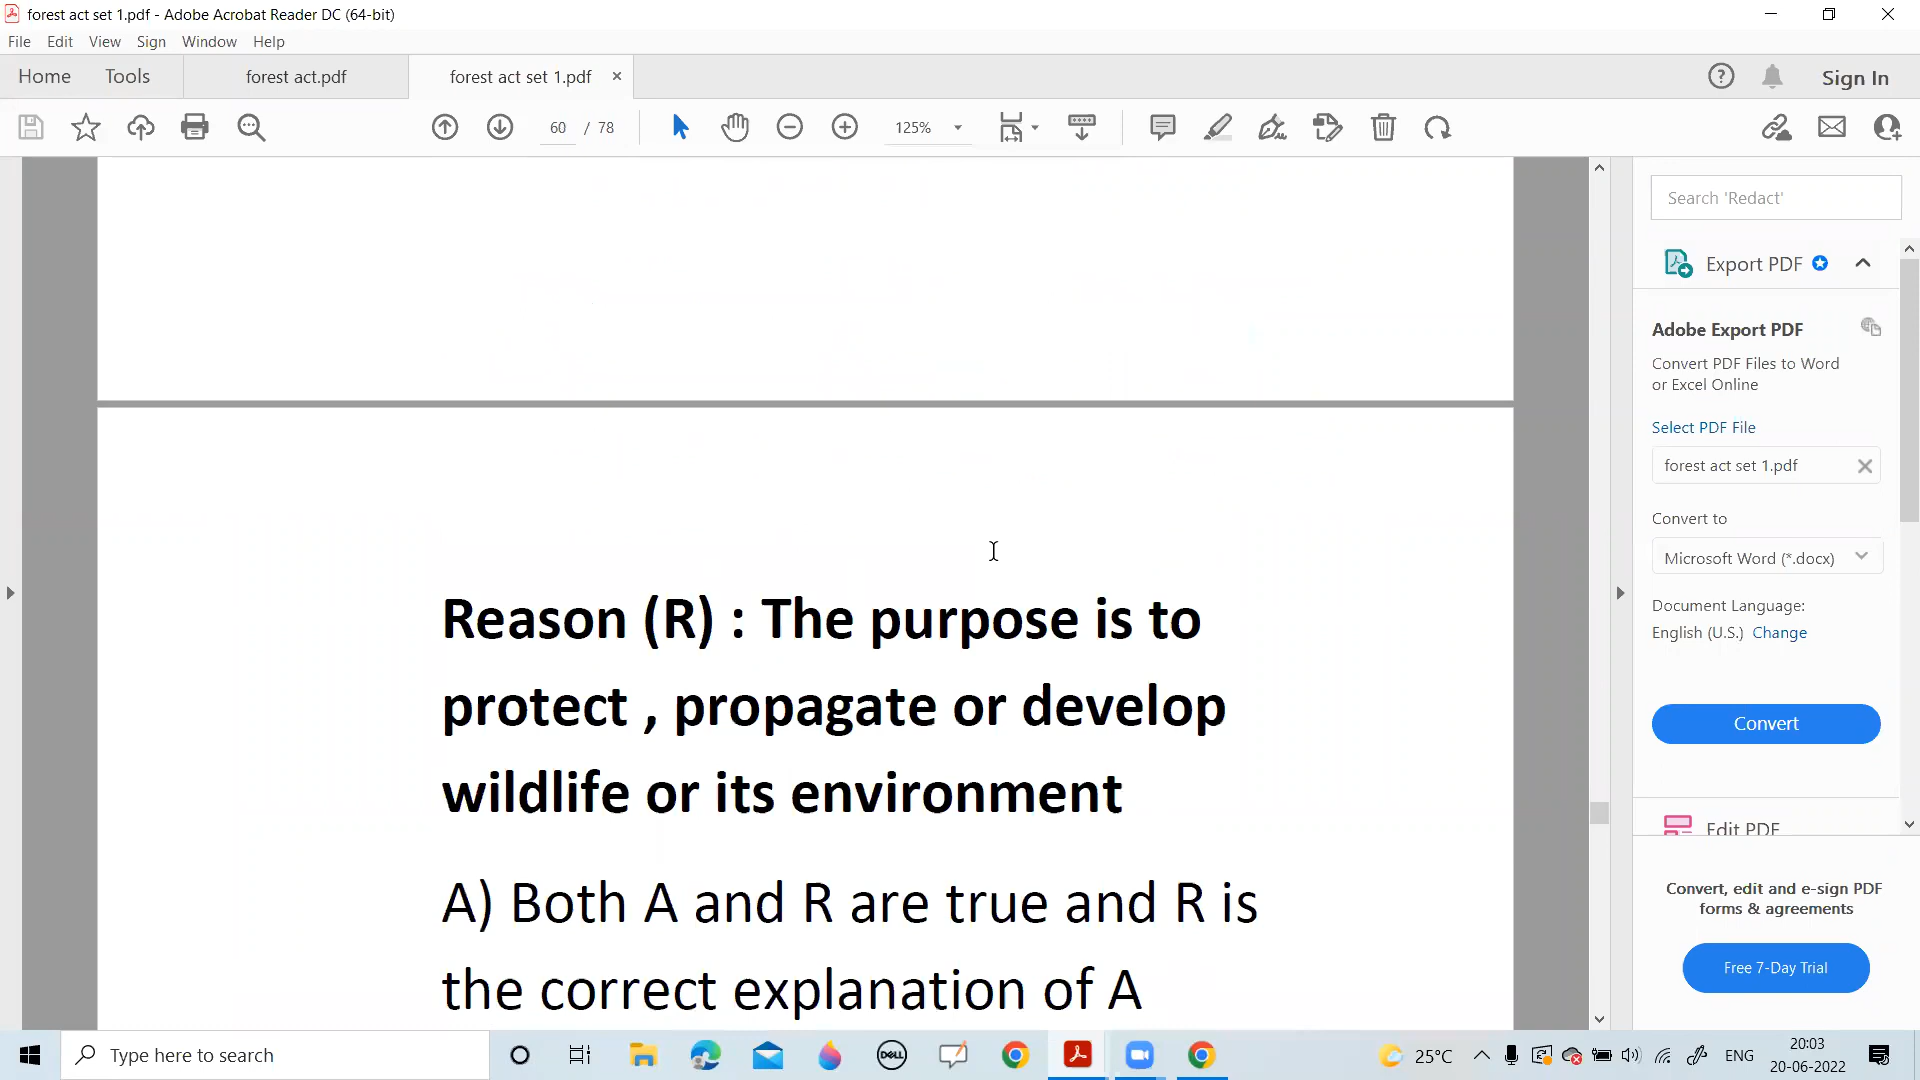 forest act set 1.pdf - Adobe Acrobat Reader DC (64-bit)
File Edit View Sign Window Help
Home Tools forest act.pdf forest act set 1.pdf × Sign In
60 / 78 125%
Search 'Redact'
Export PDF
Adobe Export PDF
Convert PDF Files to Word
or Excel Online
Select PDF File
forest act set 1.pdf
Convert to
Microsoft Word (*.docx)
Document Language:
English (U.S.) Change
Convert
Edit PDF
Convert, edit and e-sign PDF
forms & agreements
Free 7-Day Trial
Reason (R) : The purpose is to
protect , propagate or develop
wildlife or its environment
A) Both A and R are true and R is
the correct explanation of A
Type here to search
DELL
25°C
ENG
20:03
20-06-2022